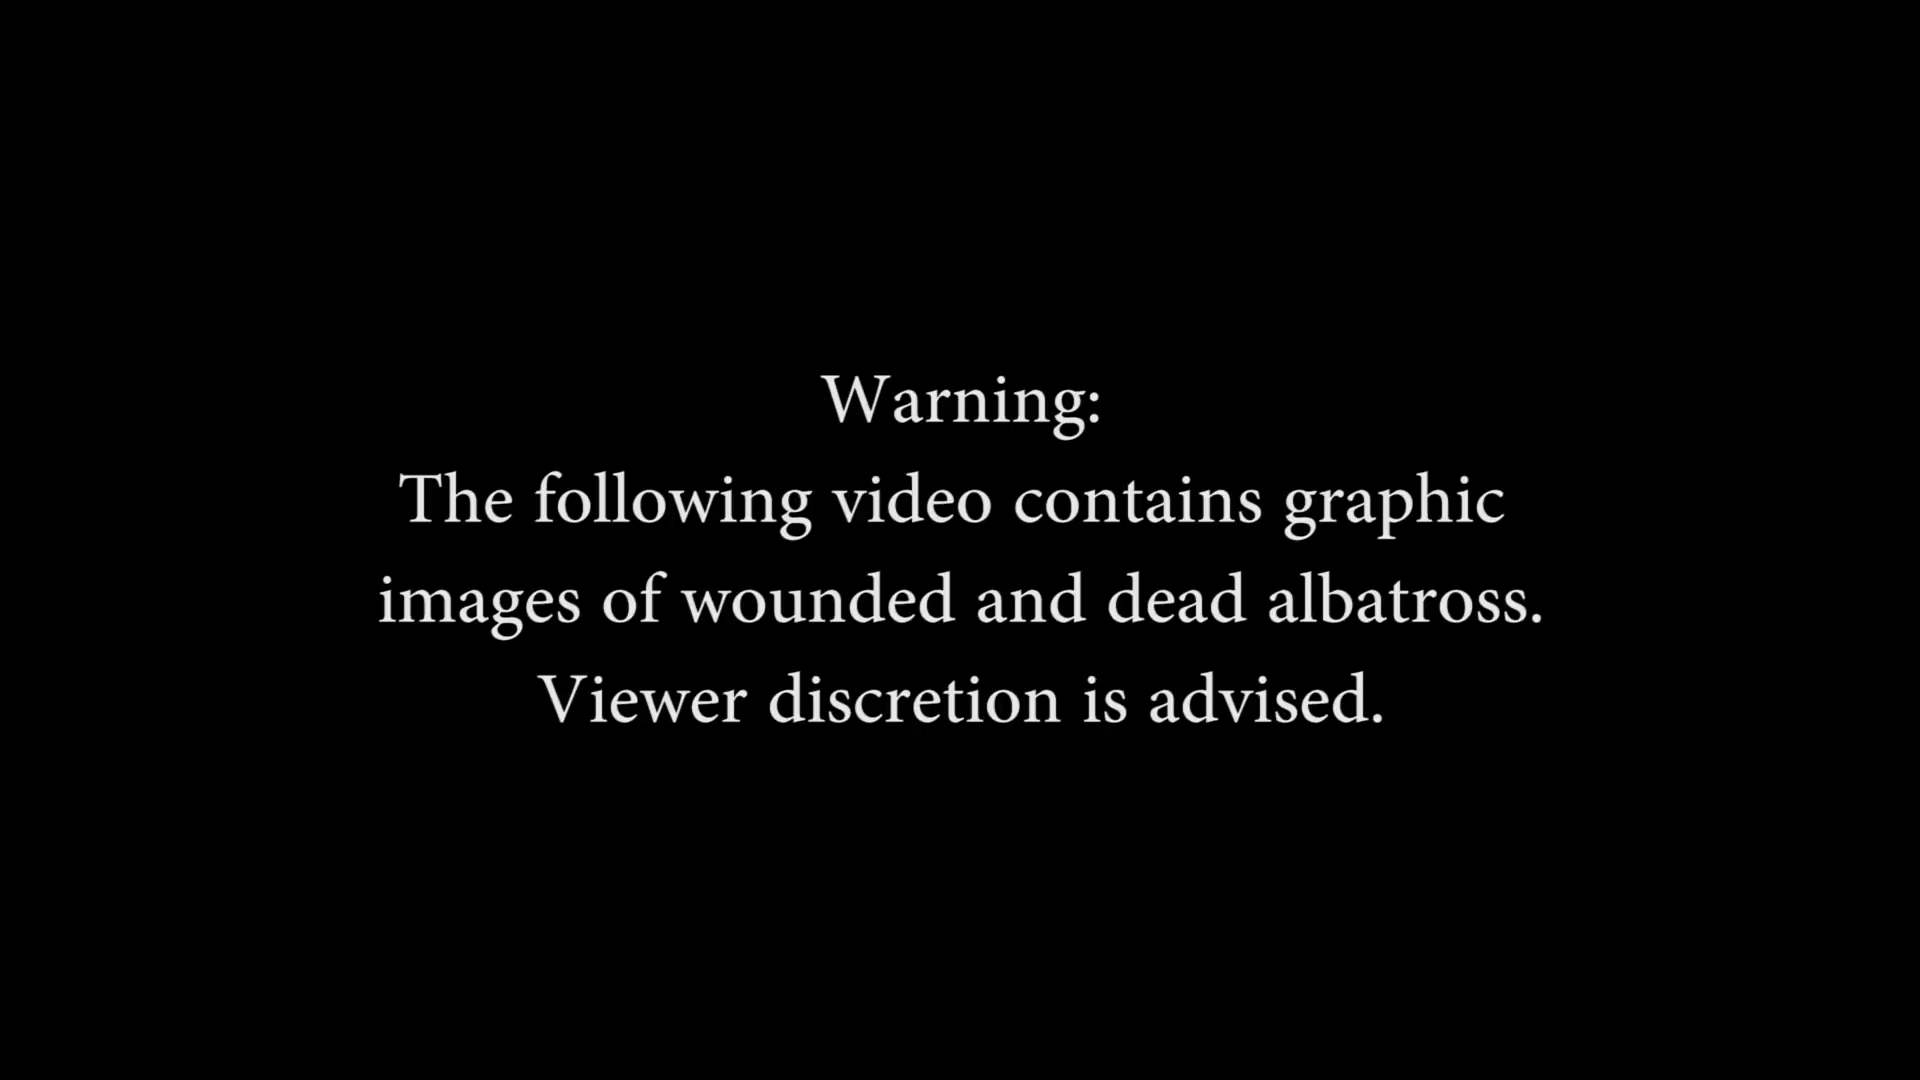 Warning:
The following video contains graphic
images of wounded and dead albatross.
Viewer discretion is advised.